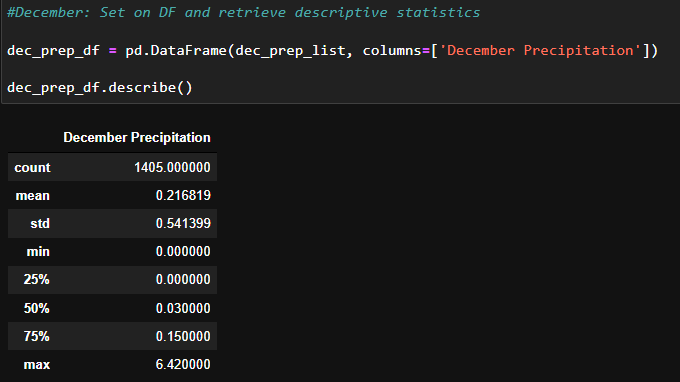 #December: Set on DF and retrieve descriptive statistics
dec_prep_df = pd.DataFrame(dec_prep_list, columns=['December Precipitation'])
dec_prep_df.describe()
December Precipitation
count 1405.000000
mean 0.216819
std 0.541399
min 0.000000
25% 0.000000
50% 0.030000
75% 0.150000
max 6.420000